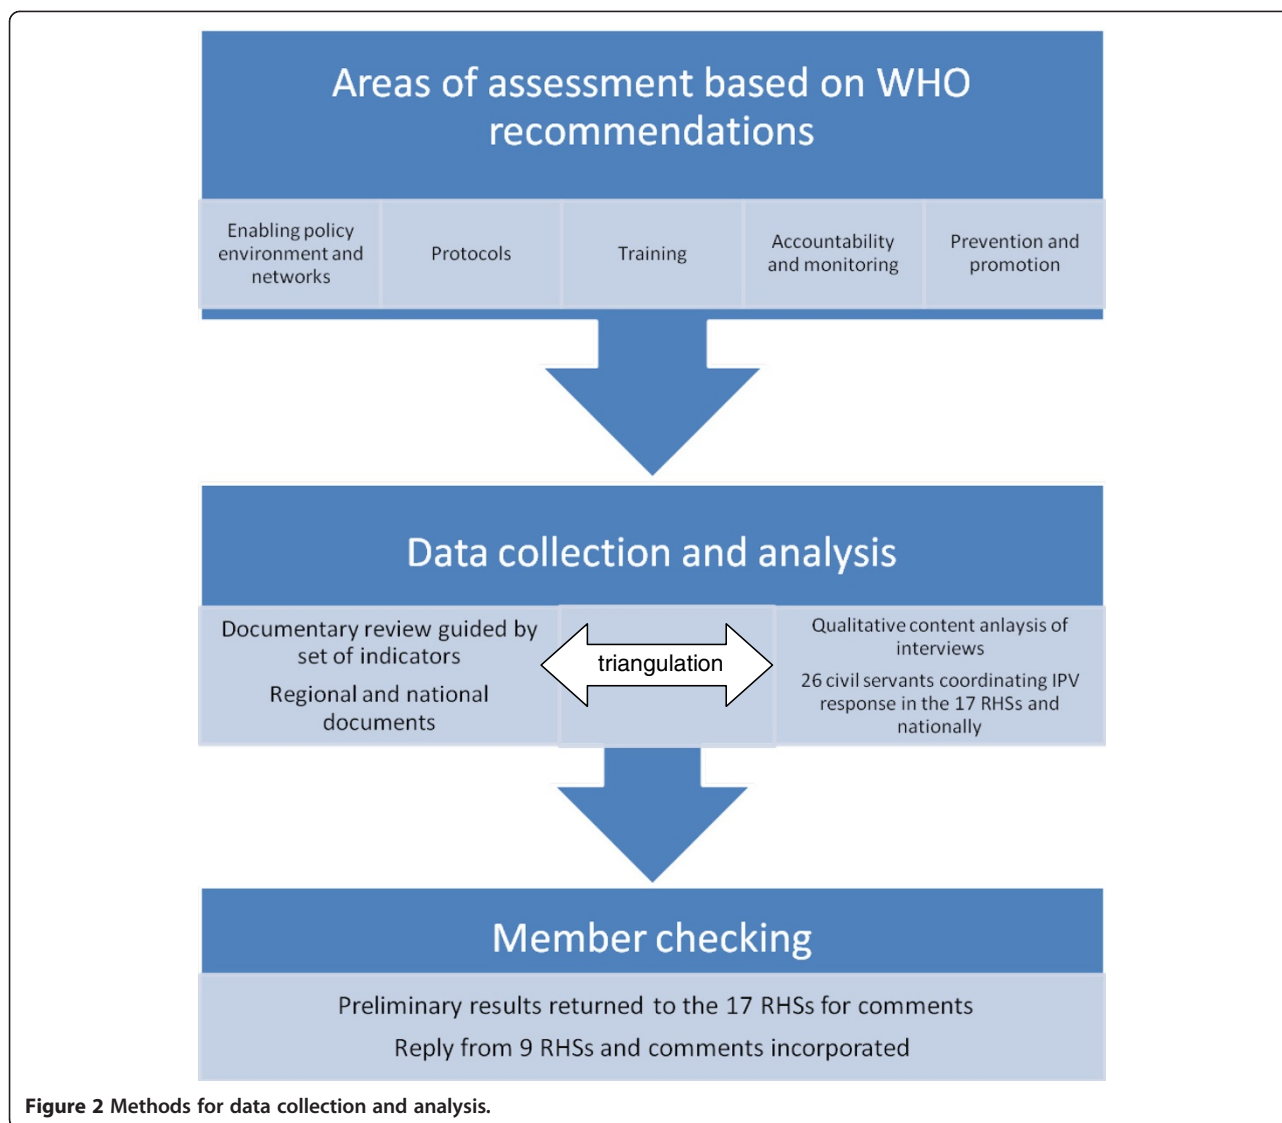 Areas of assessment based on WHO
recommendations
Enabling policy
environment and
networks
Protocols
Training
Accountability
and monitoring
Prevention and
promotion
Data collection and analysis
Documentary review guided by
set of indicators
Regional and national
documents
triangulation
Qualitative content anlaysis of
interviews
26 civil servants coordinating IPV
response in the 17 RHSs and
nationally
Member checking
Preliminary results returned to the 17 RHSs for comments
Reply from 9 RHSs and comments incorporated
Figure 2 Methods for data collection and analysis.